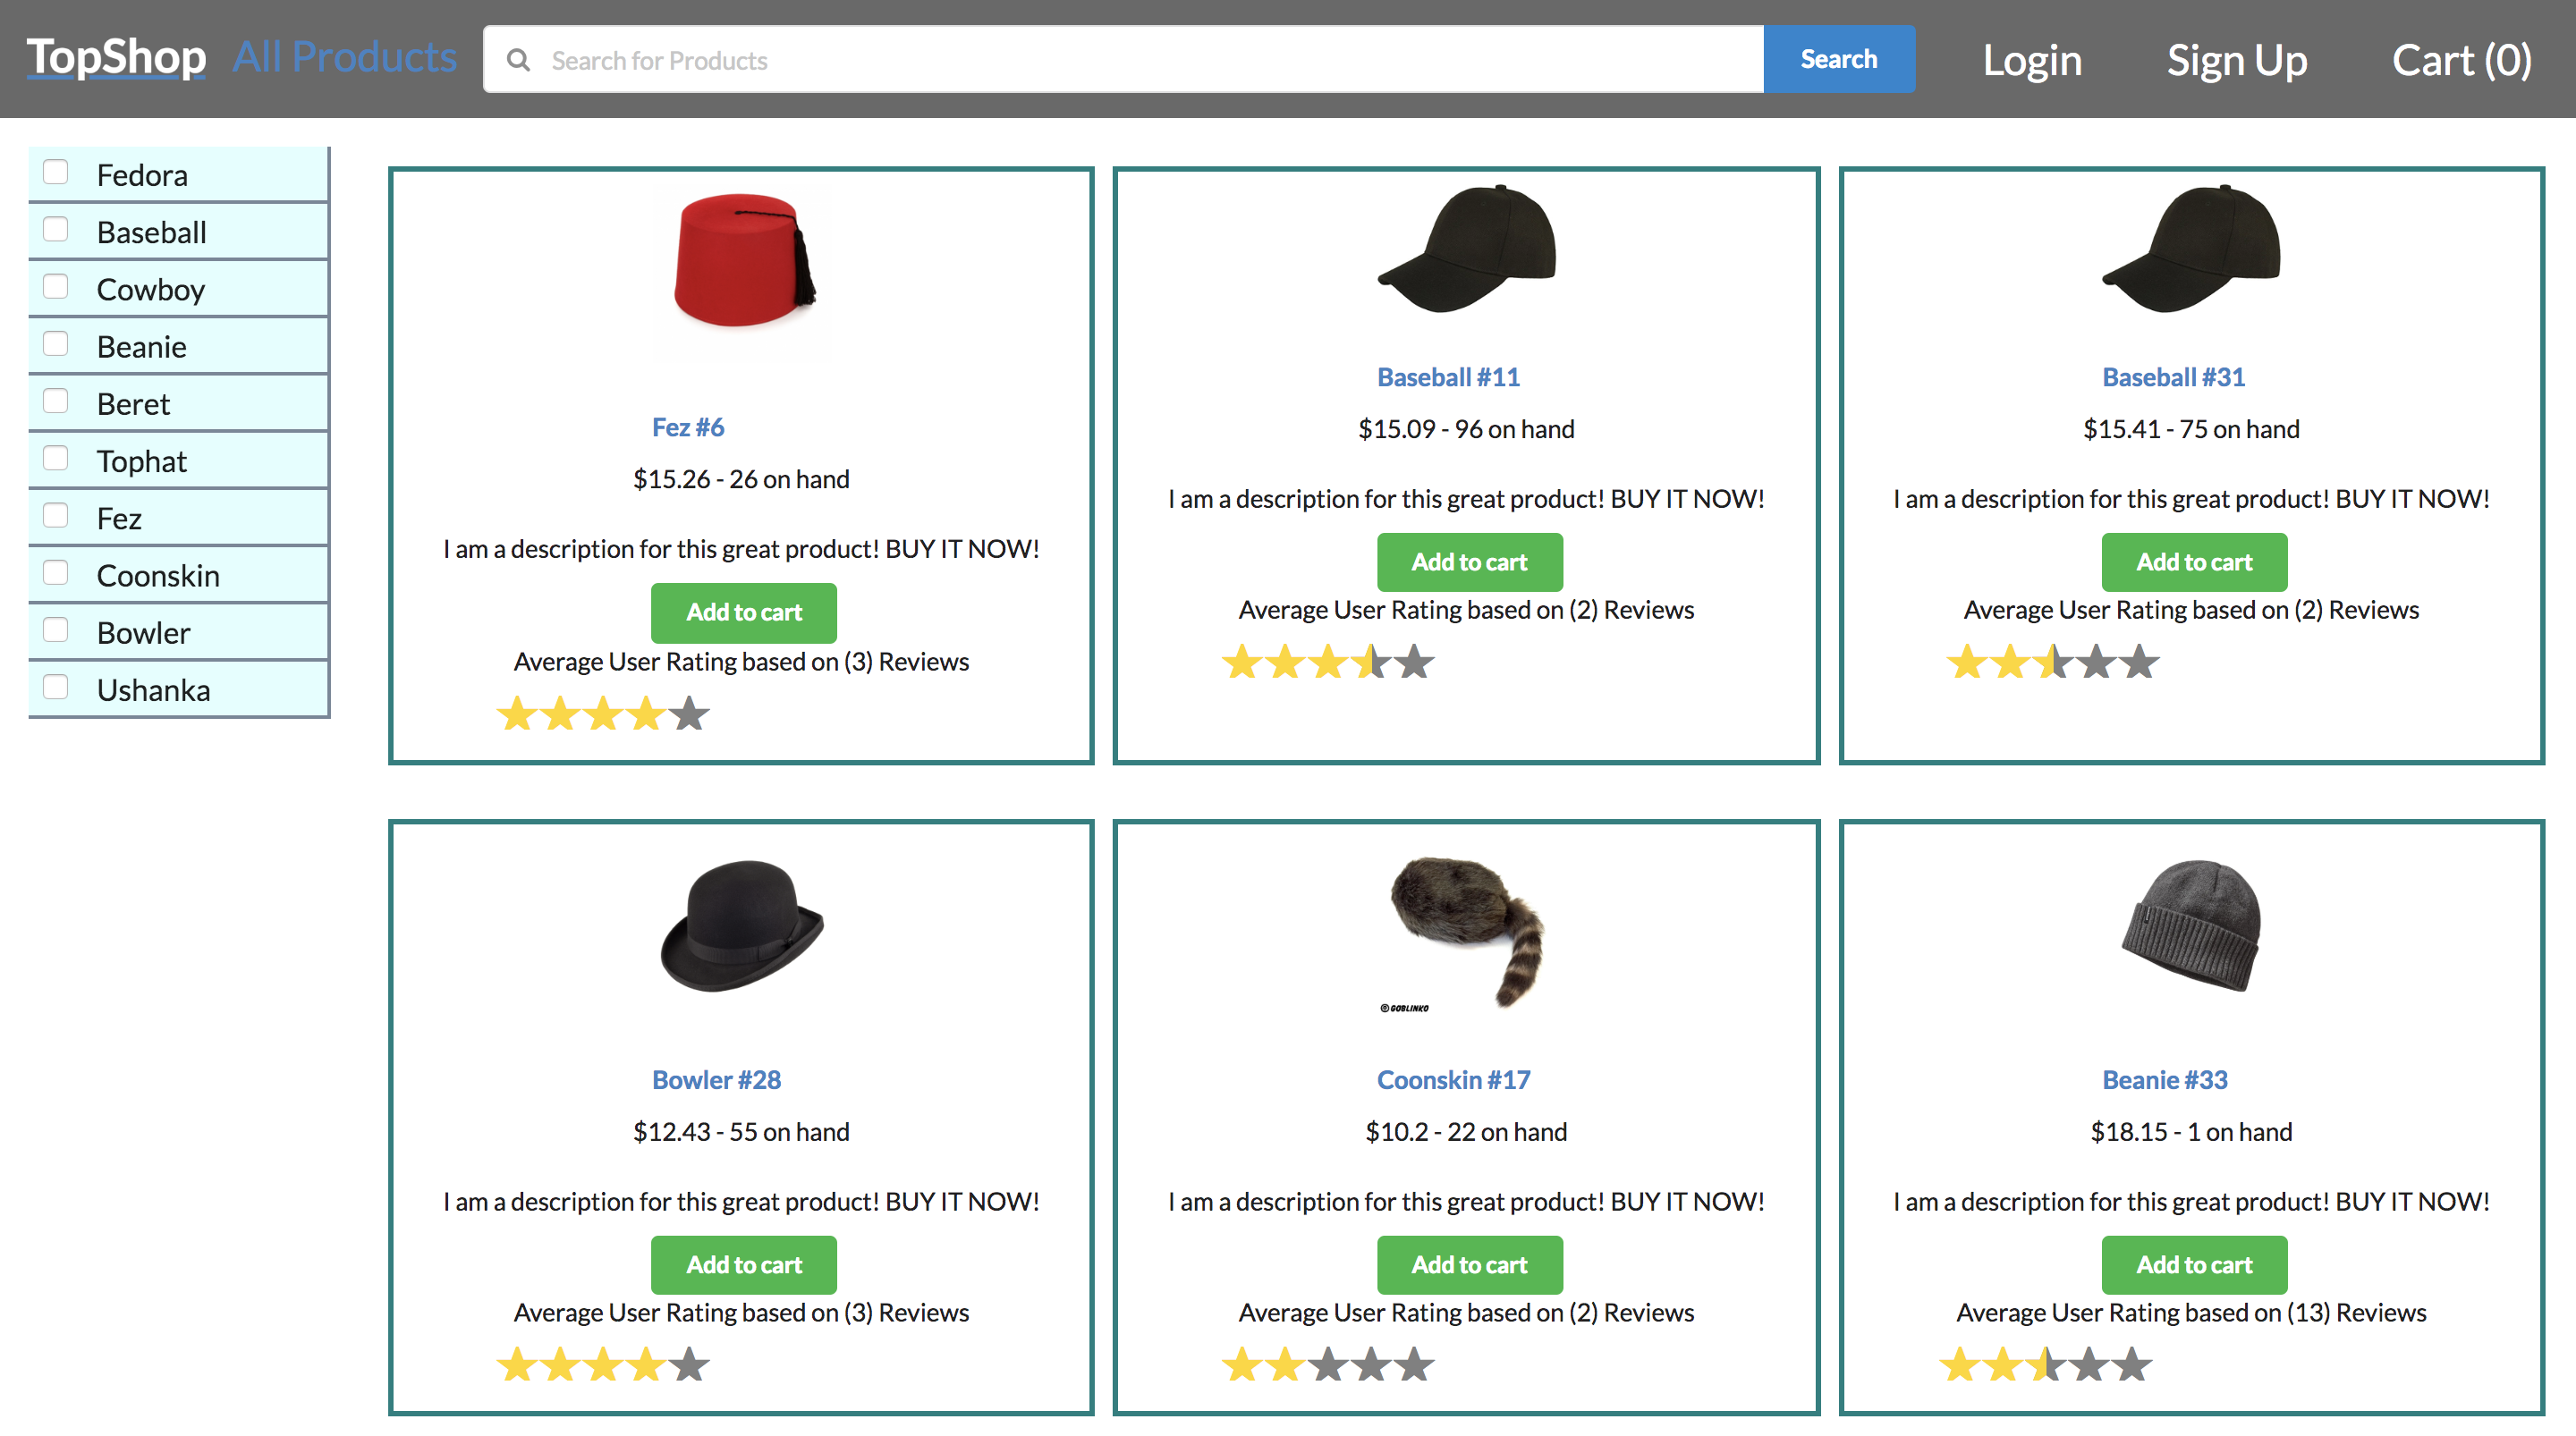 TopShop All Products Search for Products Search Login Sign Up Cart (0)
Fedora
Baseball
Cowboy
Beanie
Beret
Tophat
Fez
Coonskin
Bowler
Ushanka
Fez #6
$15.26 - 26 on hand
I am a description for this great product! BUY IT NOW!
Add to cart
Average User Rating based on (3) Reviews
Baseball #11
$15.09 - 96 on hand
I am a description for this great product! BUY IT NOW!
Add to cart
Average User Rating based on (2) Reviews
Baseball #31
$15.41 - 75 on hand
I am a description for this great product! BUY IT NOW!
Add to cart
Average User Rating based on (2) Reviews
Bowler #28
$12.43 - 55 on hand
I am a description for this great product! BUY IT NOW!
Add to cart
Average User Rating based on (3) Reviews
© GOBLINKO
Coonskin #17
$10.2 - 22 on hand
I am a description for this great product! BUY IT NOW!
Add to cart
Average User Rating based on (2) Reviews
Beanie #33
$18.15 - 1 on hand
I am a description for this great product! BUY IT NOW!
Add to cart
Average User Rating based on (13) Reviews